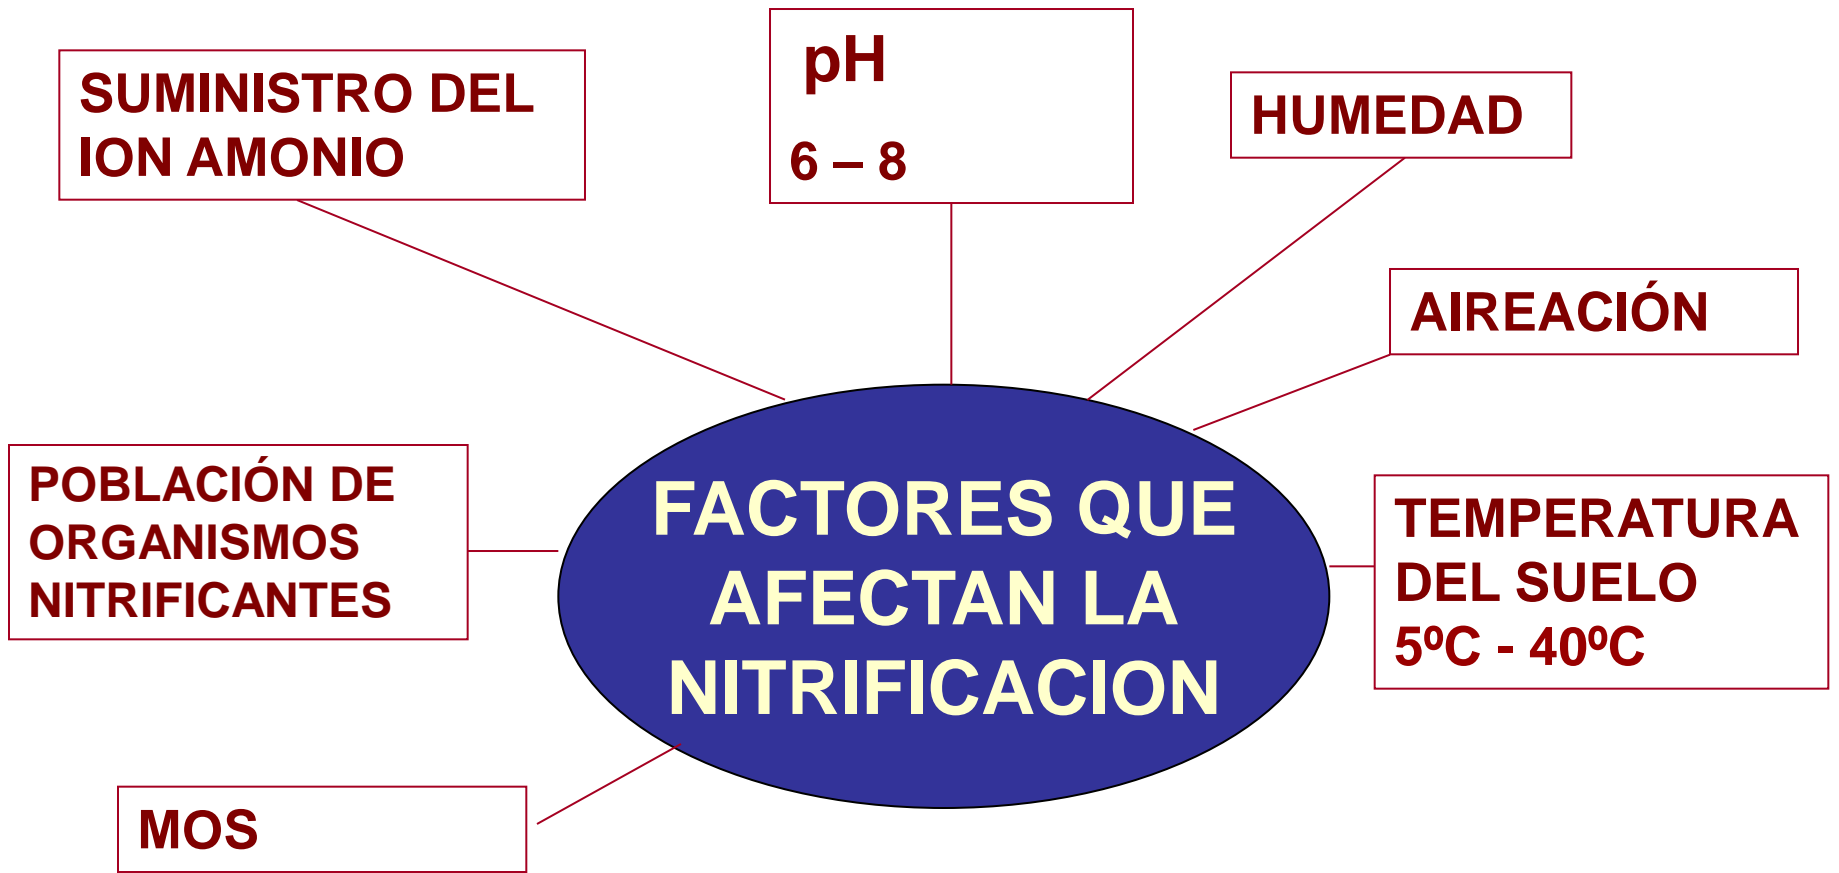 SUMINISTRO DEL
ION AMONIO
pH
6 – 8
HUMEDAD
AIREACIÓN
POBLACIÓN DE
ORGANISMOS
NITRIFICANTES
FACTORES QUE
AFECTAN LA
NITRIFICACION
TEMPERATURA
DEL SUELO
5ºC - 40ºC
MOS